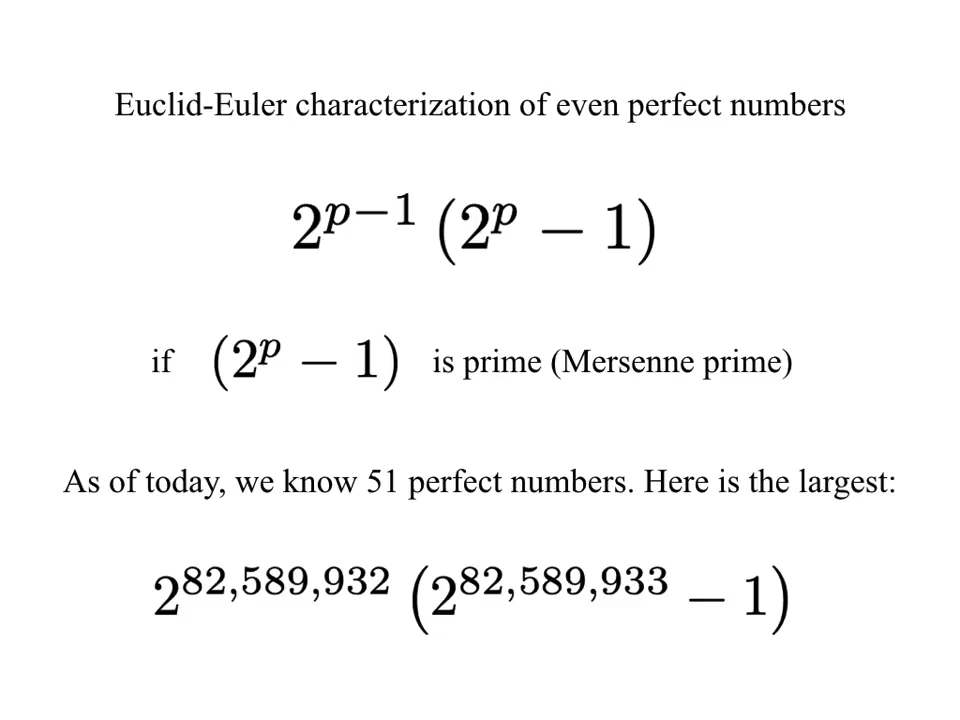 Euclid-Euler characterization of even perfect numbers
2^{p−1} (2^p − 1)
if (2^p − 1) is prime (Mersenne prime)
As of today, we know 51 perfect numbers. Here is the largest:
2^{82,589,932} (2^{82,589,933} − 1)